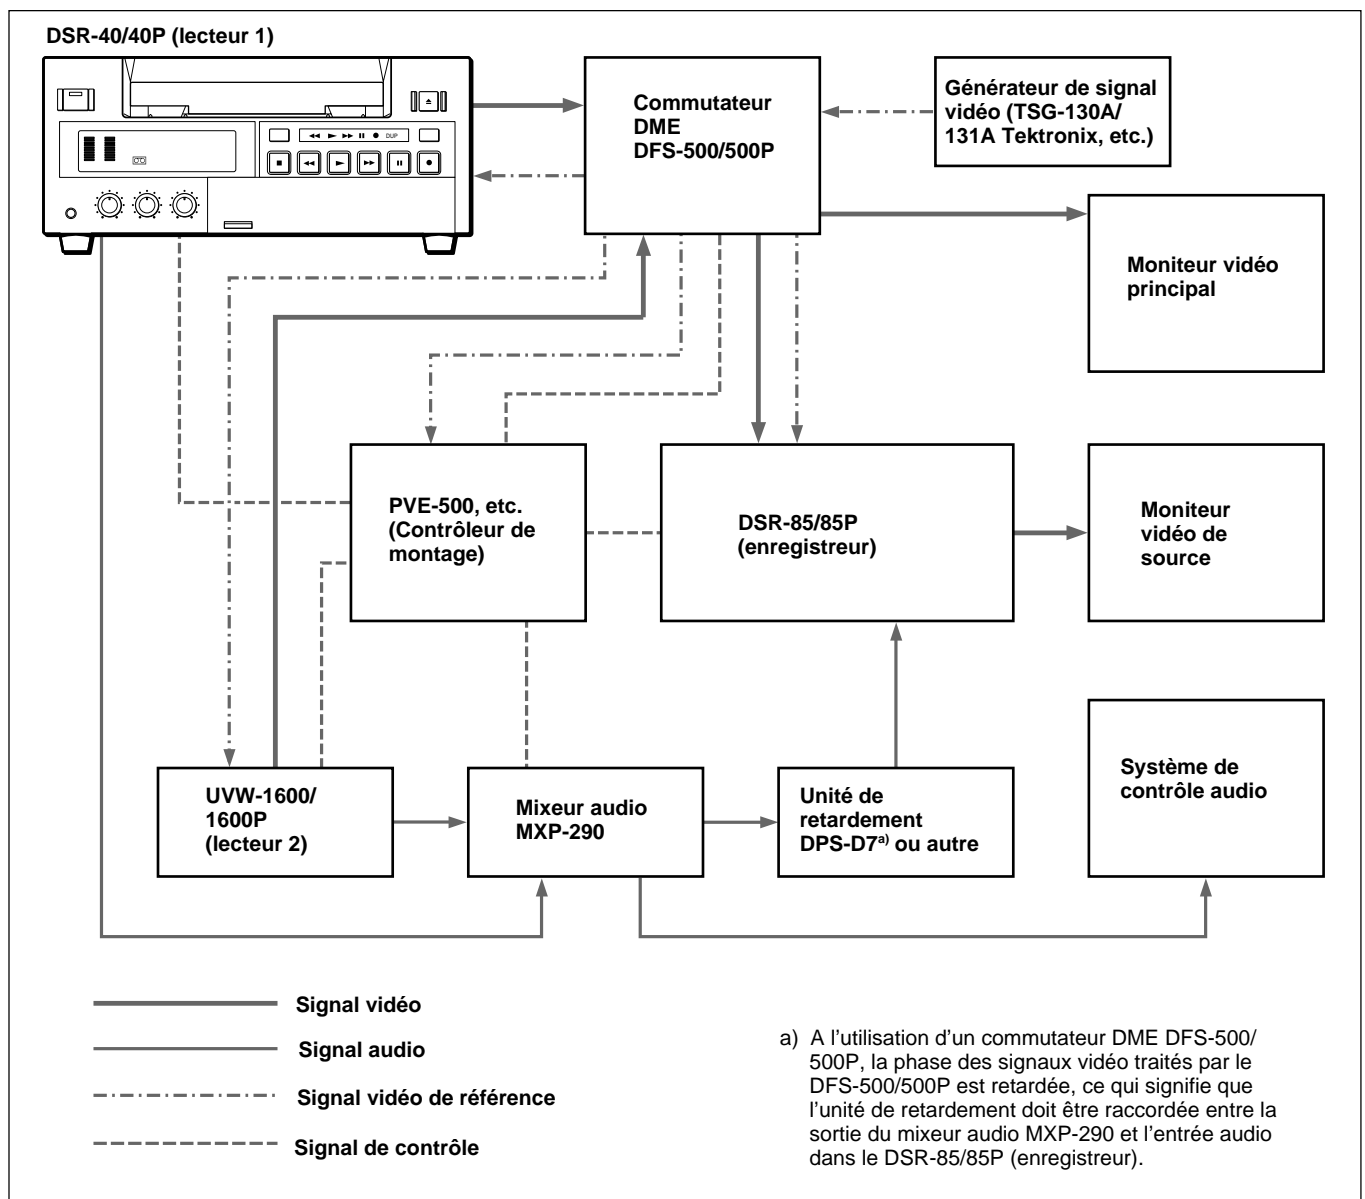 DSR-40/40P (lecteur 1)
DUP
Commutateur
DME
DFS-500/500P
Générateur de signal
vidéo (TSG-130A/
131A Tektronix, etc.)
Moniteur vidéo
principal
PVE-500, etc.
(Contrôleur de
montage)
DSR-85/85P
(enregistreur)
Moniteur
vidéo de
source
UVW-1600/
1600P
(lecteur 2)
Mixeur audio
MXP-290
Unité de
retardement
DPS-D7a) ou autre
Système de
contrôle audio
Signal vidéo
Signal audio
Signal vidéo de référence
Signal de contrôle
a) A l’utilisation d’un commutateur DME DFS-500/
500P, la phase des signaux vidéo traités par le
DFS-500/500P est retardée, ce qui signifie que
l’unité de retardement doit être raccordée entre la
sortie du mixeur audio MXP-290 et l’entrée audio
dans le DSR-85/85P (enregistreur).